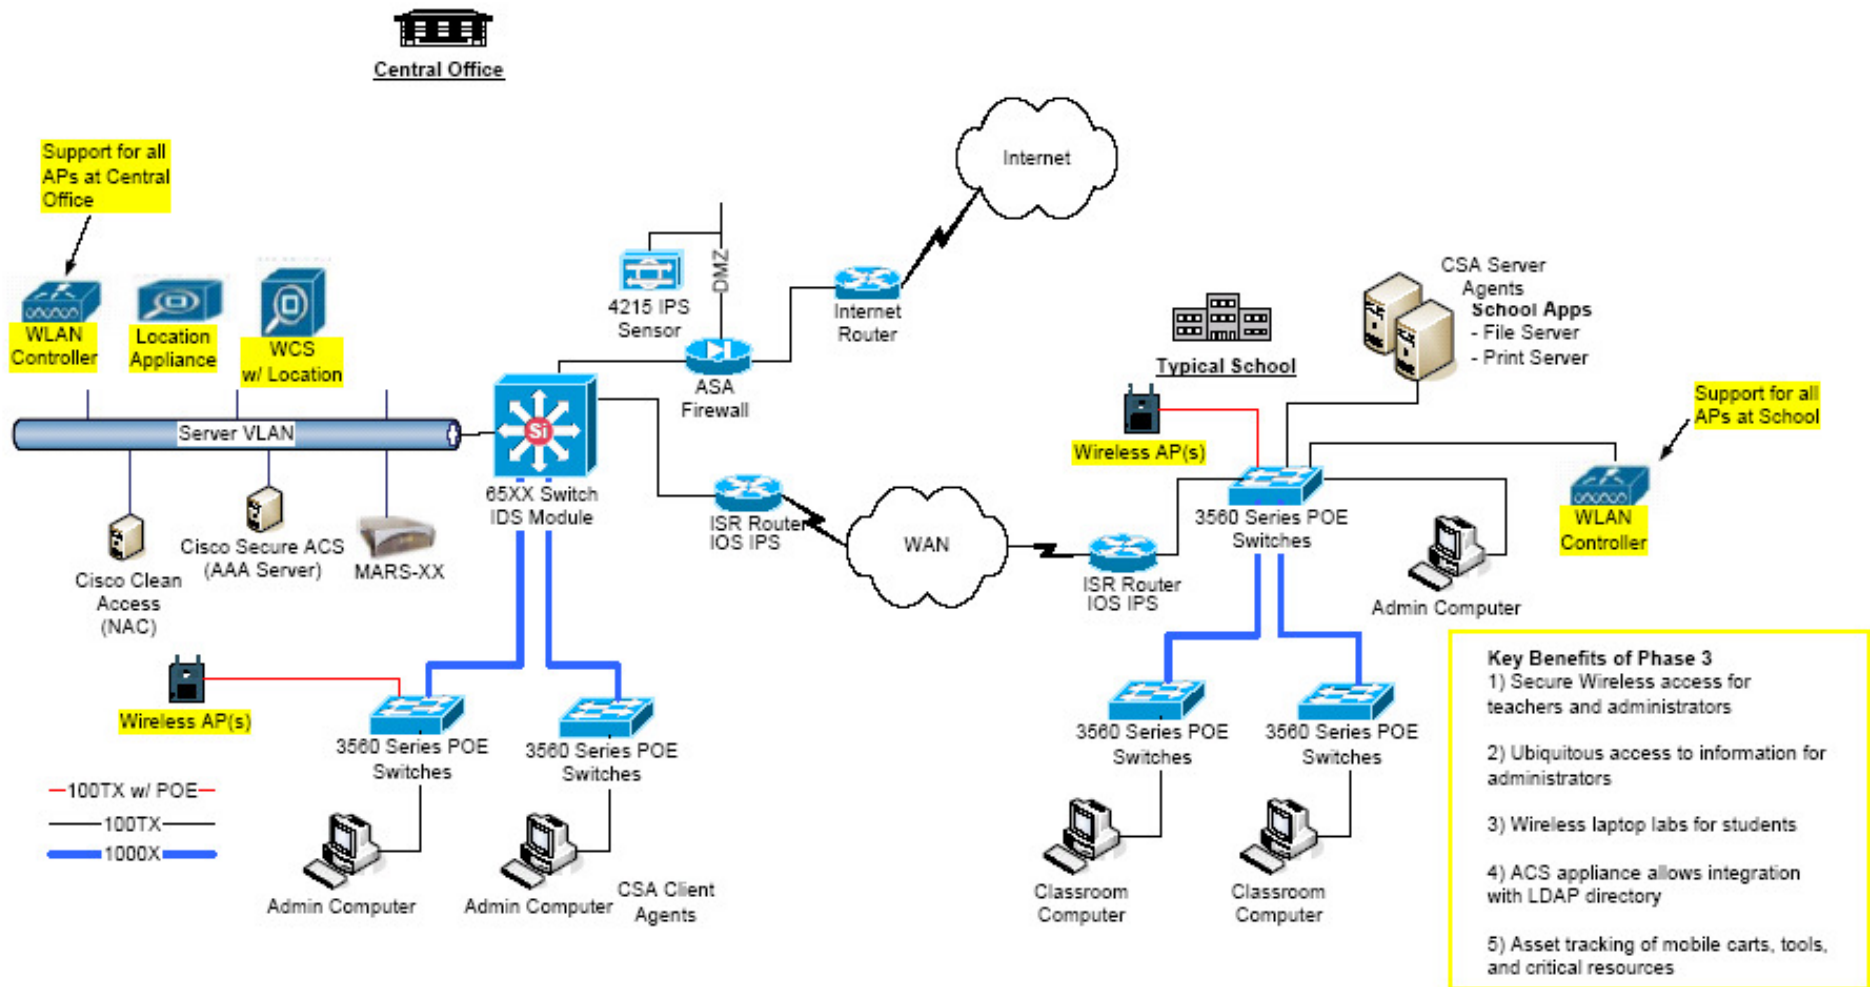 Central Office
Support for all
APs at Central
Office
WLAN
Controller
Location
Appliance
WCS
w/ Location
Server VLAN
Cisco Clean
Access
(NAC)
Cisco Secure ACS
(AAA Server)
MARS-XX
4215 IPS
Sensor
DMZ
ASA
Firewall
Internet
Router
Internet
Si
65XX Switch
IDS Module
ISR Router
IOS IPS
WAN
ISR Router
IOS IPS
Typical School
CSA Server
Agents
School Apps
- File Server
- Print Server
Wireless AP(s)
Support for all
APs at School
3560 Series POE
Switches
WLAN
Controller
Admin Computer
Wireless AP(s)
3560 Series POE
Switches
3560 Series POE
Switches
3560 Series POE
Switches
3560 Series POE
Switches
100TX w/ POE
100TX
1000X
Admin Computer
Admin Computer
CSA Client
Agents
Classroom
Computer
Classroom
Computer
Key Benefits of Phase 3
1) Secure Wireless access for
teachers and administrators
2) Ubiquitous access to information for
administrators
3) Wireless laptop labs for students
4) ACS appliance allows integration
with LDAP directory
5) Asset tracking of mobile carts, tools,
and critical resources